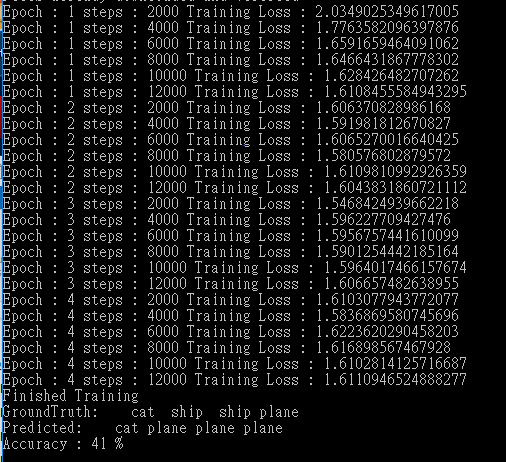 Epoch : 1 steps : 2000 Training Loss : 2.0349025349617005
Epoch : 1 steps : 4000 Training Loss : 1.7763582096397876
Epoch : 1 steps : 6000 Training Loss : 1.6591659464091062
Epoch : 1 steps : 8000 Training Loss : 1.6466431867778302
Epoch : 1 steps : 10000 Training Loss : 1.628426482707262
Epoch : 1 steps : 12000 Training Loss : 1.6108455584943295
Epoch : 2 steps : 2000 Training Loss : 1.606370828986168
Epoch : 2 steps : 4000 Training Loss : 1.591981812670827
Epoch : 2 steps : 6000 Training Loss : 1.6065270016640425
Epoch : 2 steps : 8000 Training Loss : 1.580576802879572
Epoch : 2 steps : 10000 Training Loss : 1.6109810992926359
Epoch : 2 steps : 12000 Training Loss : 1.6043831860721112
Epoch : 3 steps : 2000 Training Loss : 1.5468424939662218
Epoch : 3 steps : 4000 Training Loss : 1.596227709427476
Epoch : 3 steps : 6000 Training Loss : 1.5956757441610099
Epoch : 3 steps : 8000 Training Loss : 1.5901254442185164
Epoch : 3 steps : 10000 Training Loss : 1.5964017466157674
Epoch : 3 steps : 12000 Training Loss : 1.606657482638955
Epoch : 4 steps : 2000 Training Loss : 1.6103077943772077
Epoch : 4 steps : 4000 Training Loss : 1.5836869580745696
Epoch : 4 steps : 6000 Training Loss : 1.6223620290458203
Epoch : 4 steps : 8000 Training Loss : 1.616898567467928
Epoch : 4 steps : 10000 Training Loss : 1.6102814125716687
Epoch : 4 steps : 12000 Training Loss : 1.6110946524888277
Finished Training
GroundTruth: cat ship ship plane
Predicted: cat plane plane plane
Accuracy : 41 %